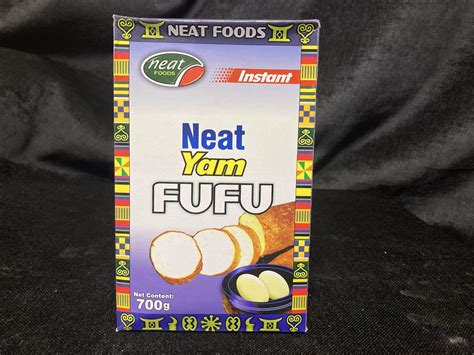 NEAT FOODS
neat
FOODS
Instant
Neat
Yam
FUFU
Net Content:
700g